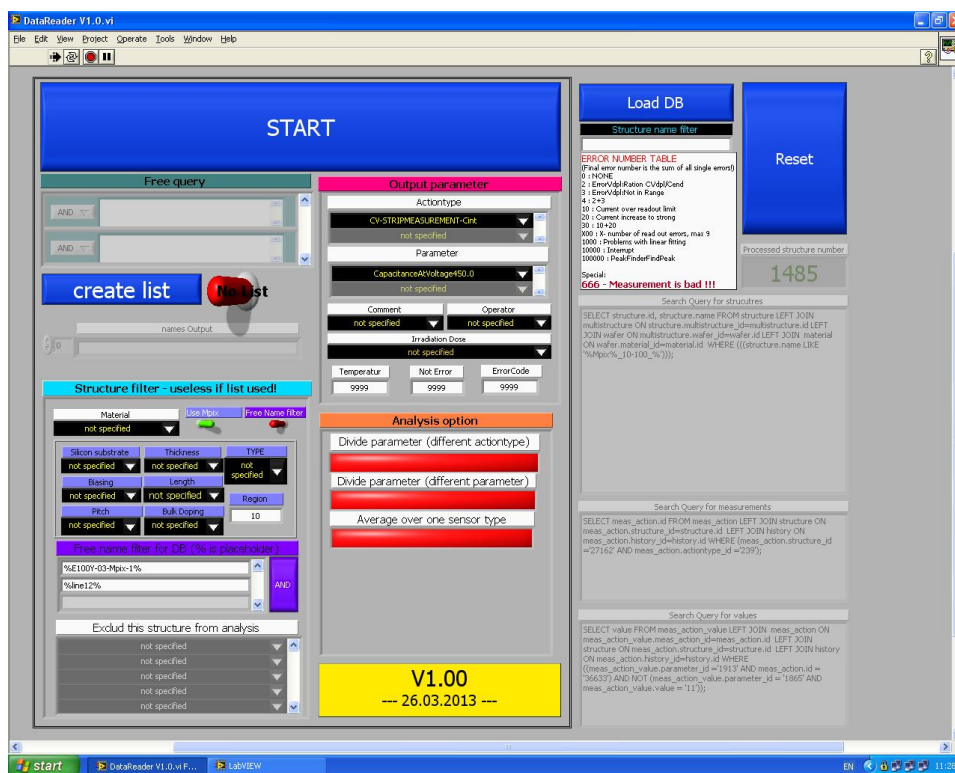 DataReader V1.0.vi
File Edit View Project Operate Tools Window Help
START
Free query
AND
AND
create list
No List
names Output
0
Structure filter - useless if list used!
Material
Use Mpix
Free Name filter
not specified
Silicon substrate
Thickness
TYPE
not specified
not specified
not
specified
Biasing
Length
not specified
not specified
Region
Pitch
Bulk Doping
10
not specified
not specified
Free name filter for DB (% is placeholder)
%E100Y-03-Mpix-1%
%line12%
AND
Exclud this structure from analysis
not specified
not specified
not specified
not specified
not specified
Output parameter
Actiontype
CV-STRIPMEASUREMENT-Cint
not specified
Parameter
CapacitanceAtVoltage450.0
not specified
Comment
Operator
not specified
not specified
Irradiation Dose
not specified
Temperatur
Not Error
ErrorCode
9999
9999
9999
Analysis option
Divide parameter (different actiontype)
Divide parameter (different parameter)
Average over one sensor type
V1.00
--- 26.03.2013 ---
Load DB
Structure name filter
ERROR NUMBER TABLE
(Final error number is the sum of all single errors!)
0 : NONE
2 : ErrorVdpl:Ration CVdpl/Cend
3 : ErrorVdpl:Not in Range
4 : 2+3
10 : Current over readout limit
20 : Current increase to strong
30 : 10+20
X00 : X- number of read out errors, max 9
1000 : Problems with linear fitting
10000 : Interrupt
100000 : PeakFinderFindPeak
Special:
666 - Measurement is bad !!!
Reset
Processed structure number
1485
Search Query for strucutres
SELECT structure.id, structure.name FROM structure LEFT JOIN
multistructure ON structure.multistructure_id=multistructure.id LEFT
JOIN wafer ON multistructure.wafer_id=wafer.id LEFT JOIN material
ON wafer.material_id=material.id WHERE (((structure.name LIKE
'%Mpix%_10-100_%')));
Search Query for measurements
SELECT meas_action.id FROM meas_action LEFT JOIN structure ON
meas_action.structure_id=structure.id LEFT JOIN history ON
meas_action.history_id=history.id WHERE (meas_action.structure_id
='27162' AND meas_action.actiontype_id ='239');
Search Query for values
SELECT value FROM meas_action_value LEFT JOIN meas_action ON
meas_action_value.meas_action_id=meas_action.id LEFT JOIN
structure ON meas_action.structure_id=structure.id LEFT JOIN history
ON meas_action.history_id=history.id WHERE
((meas_action_value.parameter_id ='1913' AND meas_action.id =
'36633') AND NOT (meas_action_value.parameter_id = '1865' AND
meas_action_value.value = '11'));
start
DataReader V1.0.vi F...
LabVIEW
EN